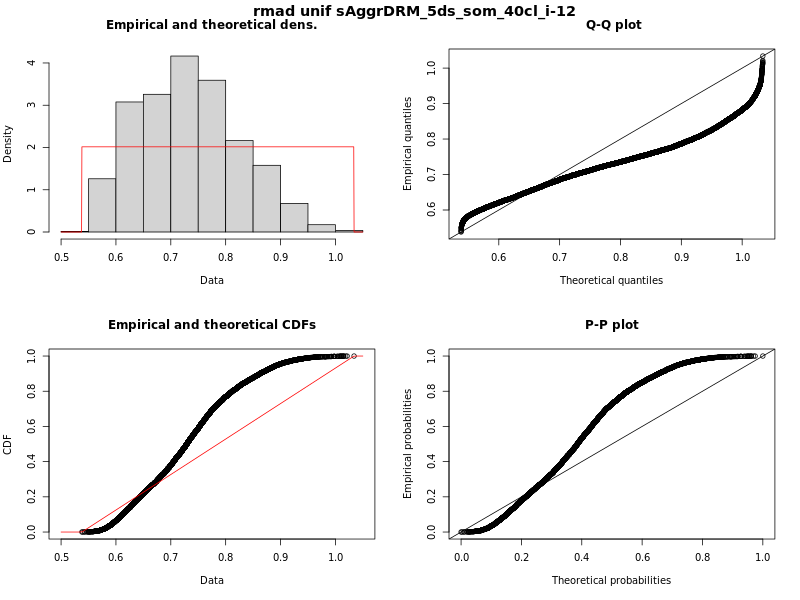 rmad unif sAggrDRM_5ds_som_40cl_i-12
Empirical and theoretical dens.
Density
0 1 2 3 4
0.5 0.6 0.7 0.8 0.9 1.0
Data
Q-Q plot
Empirical quantiles
0.6 0.7 0.8 0.9 1.0
0.6 0.7 0.8 0.9 1.0
Theoretical quantiles
Empirical and theoretical CDFs
CDF
0.0 0.2 0.4 0.6 0.8 1.0
0.5 0.6 0.7 0.8 0.9 1.0
Data
P-P plot
Empirical probabilities
0.0 0.2 0.4 0.6 0.8 1.0
0.0 0.2 0.4 0.6 0.8 1.0
Theoretical probabilities